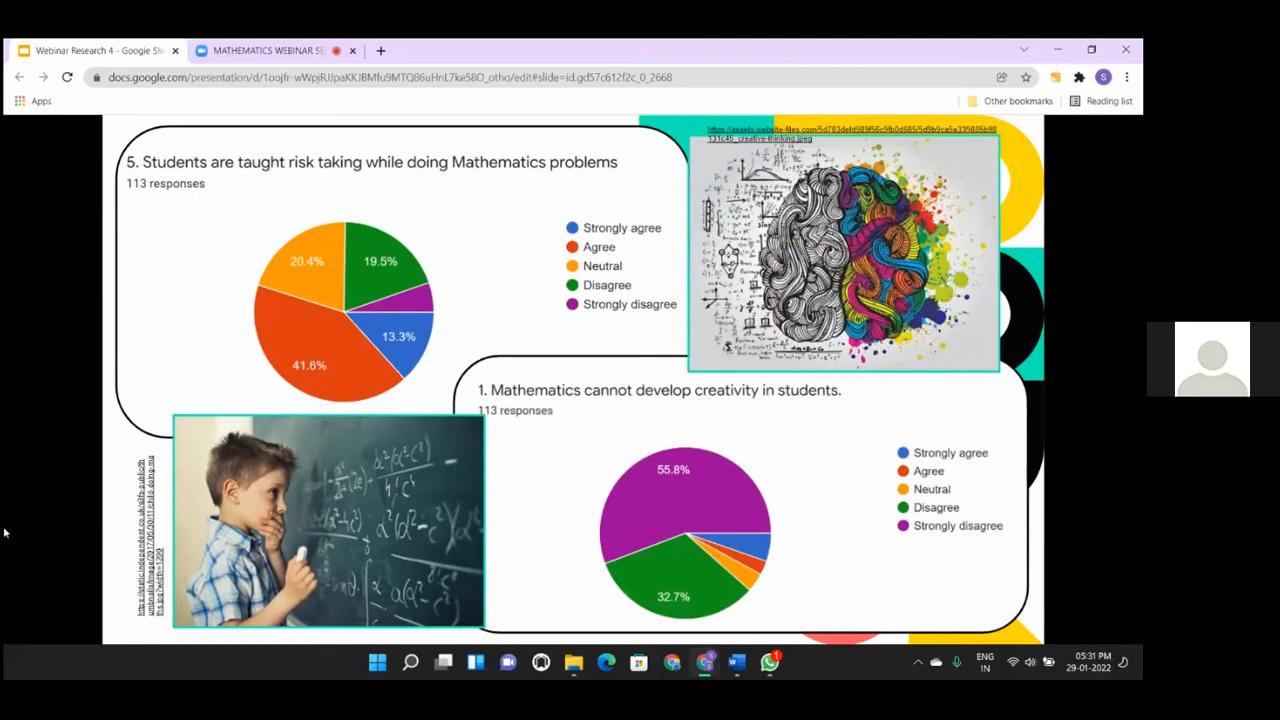 Webinar Research 4 - Google Sli
MATHEMATICS WEBINAR SE
docs.google.com/presentation/d/1oojfr-wWpjRJJpaKKJBMfu9MTQ86uHnL7ke58O_otho/edit#slide=id.gd57c612f2c_0_2668
S
Apps
Other bookmarks
Reading list
5. Students are taught risk taking while doing Mathematics problems
113 responses
20.4%
19.5%
13.3%
41.6%
Strongly agree
Agree
Neutral
Disagree
Strongly disagree
1. Mathematics cannot develop creativity in students.
113 responses
55.8%
32.7%
Strongly agree
Agree
Neutral
Disagree
Strongly disagree
1
ENG
IN
05:31 PM
29-01-2022